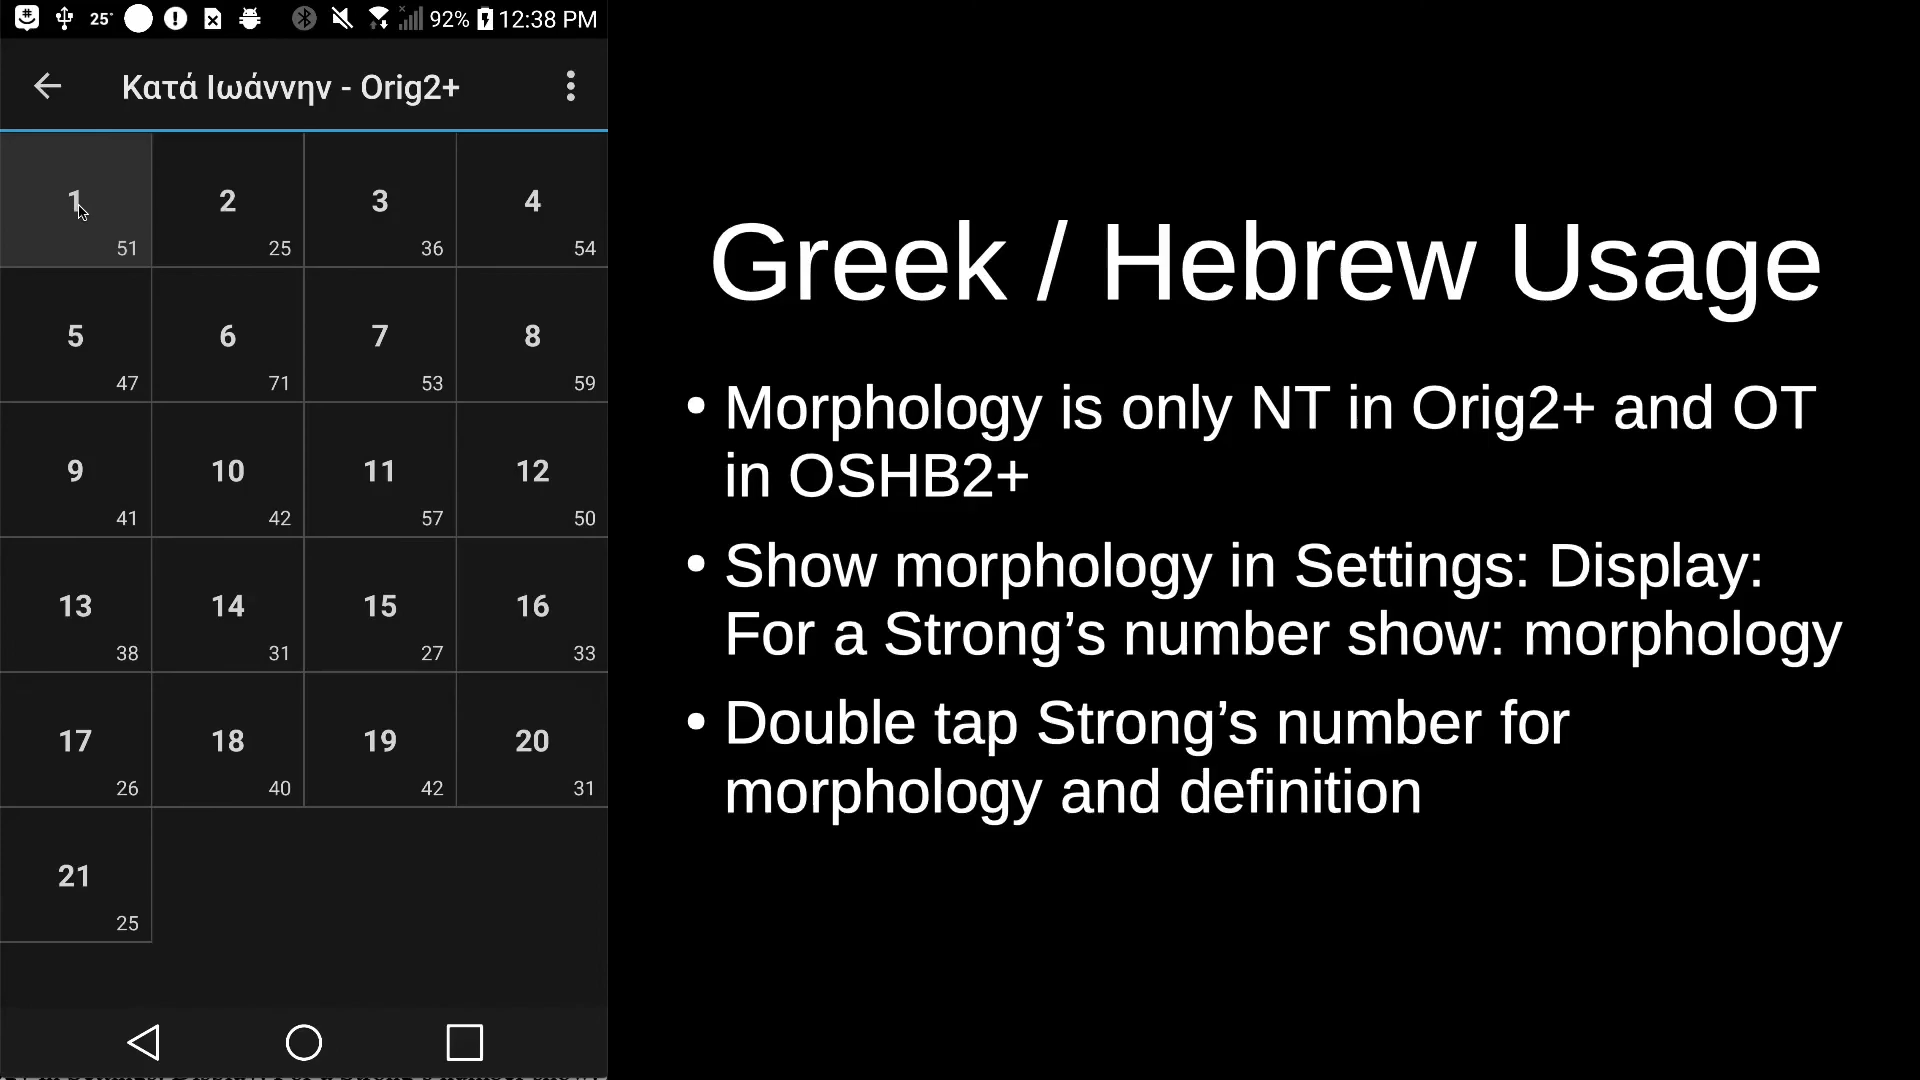 25°
92%
12:38 PM
Κατά Ιωάννην - Orig2+
1 2 3 4
51 25 36 54
5 6 7 8
47 71 53 59
9 10 11 12
41 42 57 50
13 14 15 16
38 31 27 33
17 18 19 20
26 40 42 31
21
25
Greek / Hebrew Usage
• Morphology is only NT in Orig2+ and OT
in OSHB2+
• Show morphology in Settings: Display:
For a Strong’s number show: morphology
• Double tap Strong’s number for
morphology and definition